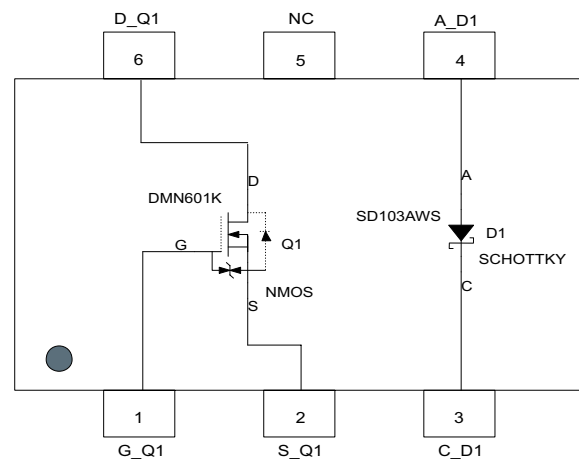 D_Q1 NC A_D1
6 5 4
D
A
DMN601K
SD103AWS
D1
G
Q1
SCHOTTKY
NMOS
C
S
1 2 3
G_Q1 S_Q1 C_D1